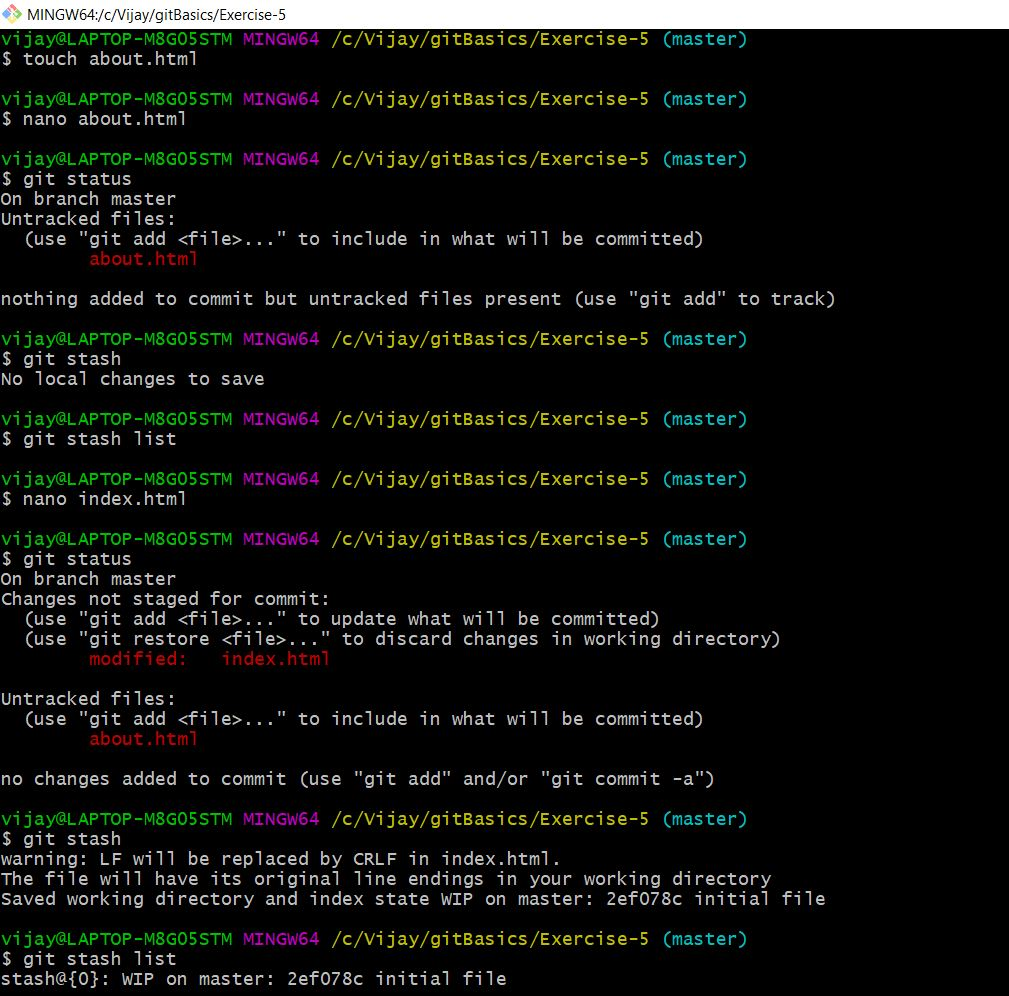 MINGW64:/c/Vijay/gitBasics/Exercise-5
vijay@LAPTOP-M8GO5STM MINGW64 /c/Vijay/gitBasics/Exercise-5 (master)
$ touch about.html

vijay@LAPTOP-M8GO5STM MINGW64 /c/Vijay/gitBasics/Exercise-5 (master)
$ nano about.html

vijay@LAPTOP-M8GO5STM MINGW64 /c/Vijay/gitBasics/Exercise-5 (master)
$ git status
On branch master
Untracked files:
  (use "git add <file>..." to include in what will be committed)
        about.html

nothing added to commit but untracked files present (use "git add" to track)

vijay@LAPTOP-M8GO5STM MINGW64 /c/Vijay/gitBasics/Exercise-5 (master)
$ git stash
No local changes to save

vijay@LAPTOP-M8GO5STM MINGW64 /c/Vijay/gitBasics/Exercise-5 (master)
$ git stash list

vijay@LAPTOP-M8GO5STM MINGW64 /c/Vijay/gitBasics/Exercise-5 (master)
$ nano index.html

vijay@LAPTOP-M8GO5STM MINGW64 /c/Vijay/gitBasics/Exercise-5 (master)
$ git status
On branch master
Changes not staged for commit:
  (use "git add <file>..." to update what will be committed)
  (use "git restore <file>..." to discard changes in working directory)
        modified:   index.html

Untracked files:
  (use "git add <file>..." to include in what will be committed)
        about.html

no changes added to commit (use "git add" and/or "git commit -a")

vijay@LAPTOP-M8GO5STM MINGW64 /c/Vijay/gitBasics/Exercise-5 (master)
$ git stash
warning: LF will be replaced by CRLF in index.html.
The file will have its original line endings in your working directory
Saved working directory and index state WIP on master: 2ef078c initial file

vijay@LAPTOP-M8GO5STM MINGW64 /c/Vijay/gitBasics/Exercise-5 (master)
$ git stash list
stash@{0}: WIP on master: 2ef078c initial file